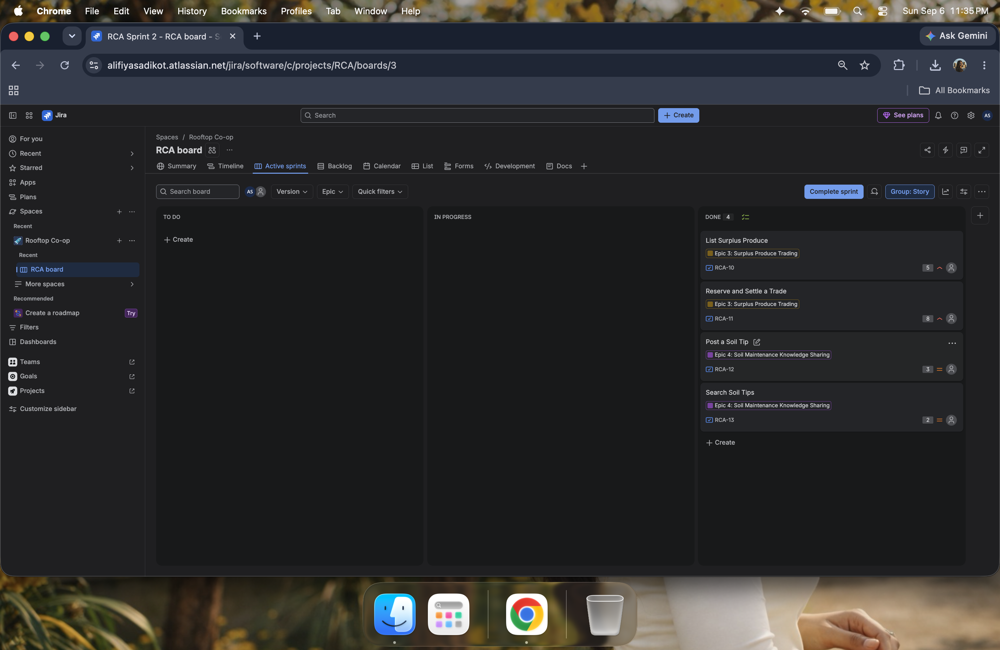 Chrome File Edit View History Bookmarks Profiles Tab Window Help Sun Sep 6 11:35 PM
RCA Sprint 2 - RCA board - S
Ask Gemini
alifiyasadikot.atlassian.net/jira/software/c/projects/RCA/boards/3
All Bookmarks
Jira
Search
Create
See plans
AS
For you
Recent
Starred
Apps
Plans
Spaces
Recent
Rooftop Co-op
Recent
RCA board
More spaces
Recommended
Create a roadmap Try
Filters
Dashboards
Teams
Goals
Projects
Customize sidebar
Spaces / Rooftop Co-op
RCA board
Summary Timeline Active sprints Backlog Calendar List Forms Development Docs
Search board AS Version Epic Quick filters Complete sprint Group: Story
TO DO
Create
IN PROGRESS
DONE 4
List Surplus Produce
Epic 3: Surplus Produce Trading
RCA-10 5
Reserve and Settle a Trade
Epic 3: Surplus Produce Trading
RCA-11 8
Post a Soil Tip
Epic 4: Soil Maintenance Knowledge Sharing
RCA-12 3
Search Soil Tips
Epic 4: Soil Maintenance Knowledge Sharing
RCA-13 2
Create